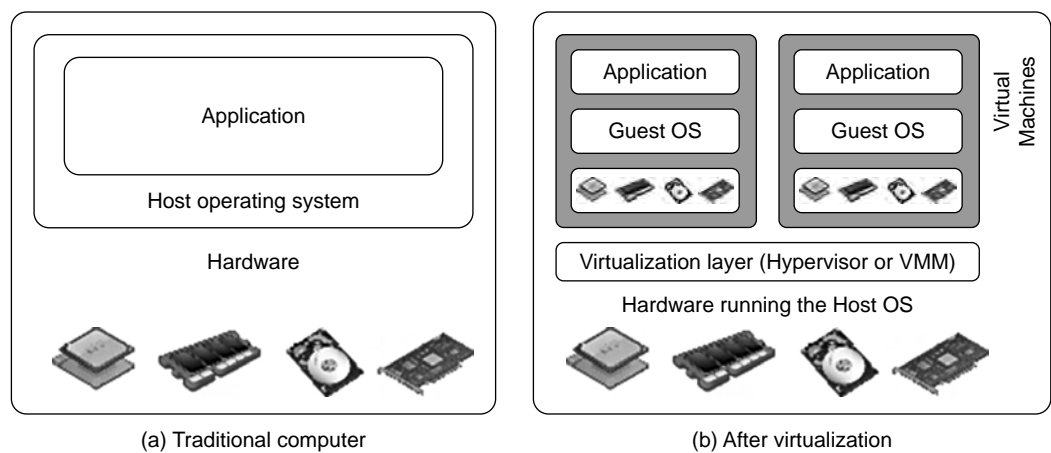 Application
Host operating system
Hardware
(a) Traditional computer
Application
Guest OS
Application
Guest OS
Virtual
Machines
Virtualization layer (Hypervisor or VMM)
Hardware running the Host OS
(b) After virtualization